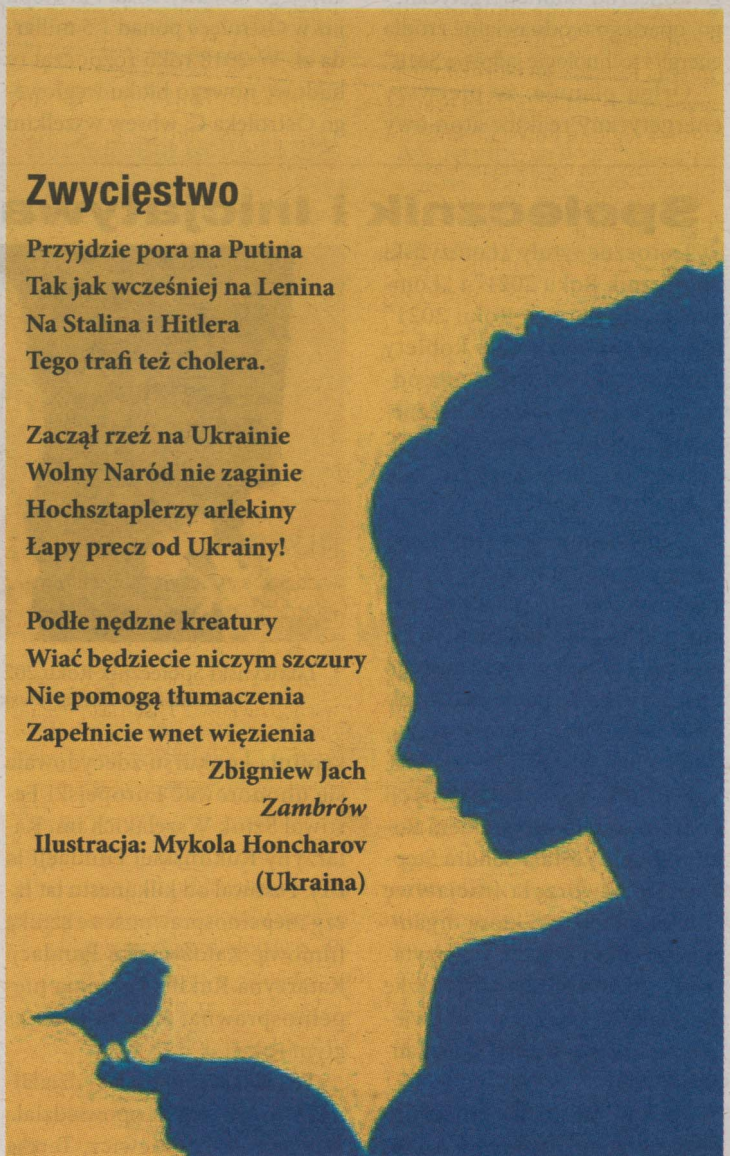 Zwycięstwo
Przyjdzie pora na Putina
Tak jak wcześniej na Lenina
Na Stalina i Hitlera
Tego trafi też cholera.
Zaczął rzeź na Ukrainie
Wolny Naród nie zaginie
Hochsztaplerzy arlekiny
Łapy precz od Ukrainy!
Podłe nędzne kreatury
Wiać będziecie niczym szczury
Nie pomogą tłumaczenia
Zapełnicie wnet więzienia
Zbigniew Jach
Zambrów
Ilustracja: Mykola Honcharov
(Ukraina)